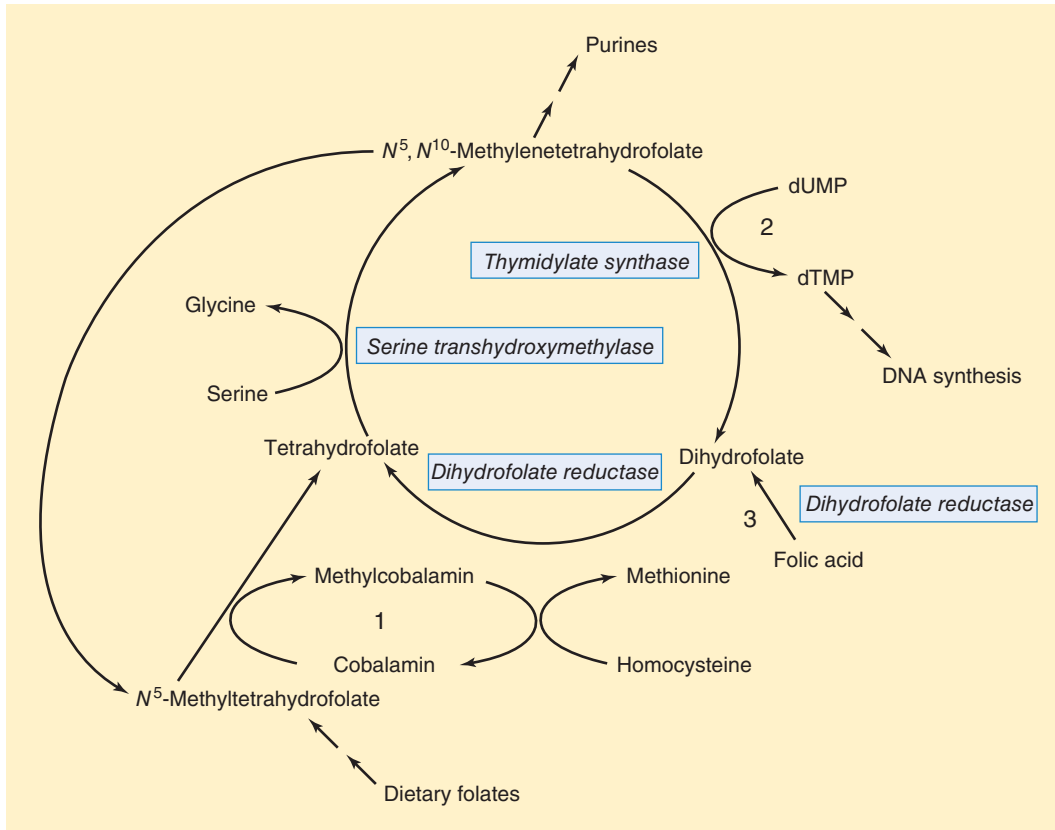 Purines
N⁵, N¹⁰-Methylenetetrahydrofolate
dUMP
2
Thymidylate synthase
dTMP
Glycine
Serine transhydroxymethylase
DNA synthesis
Serine
Tetrahydrofolate
Dihydrofolate reductase
Dihydrofolate
Dihydrofolate reductase
3
Folic acid
Methylcobalamin
Methionine
1
Cobalamin
Homocysteine
N⁵-Methyltetrahydrofolate
Dietary folates